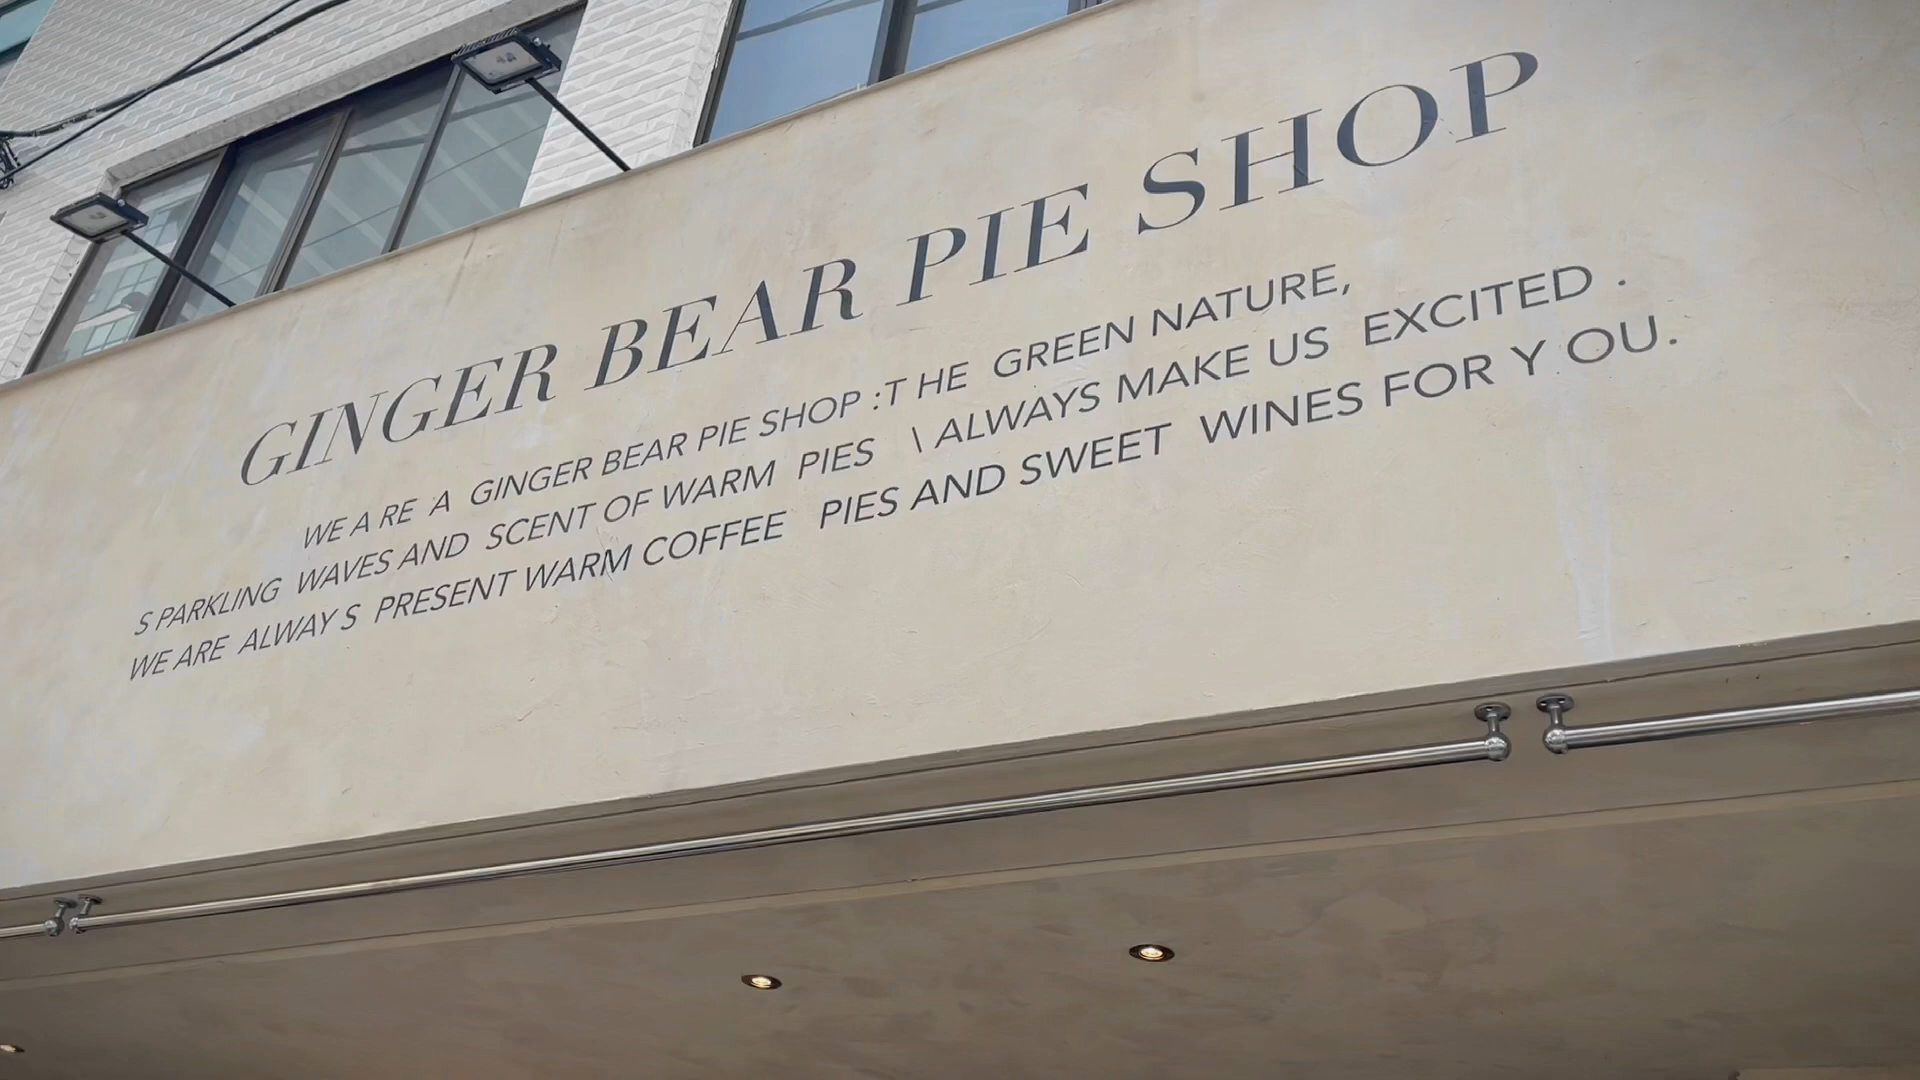 GINGER BEAR PIE SHOP
WE A RE A GINGER BEAR PIE SHOP :T HE GREEN NATURE,
S PARKLING WAVES AND SCENT OF WARM PIES \ ALWAYS MAKE US EXCITED .
WE ARE ALWAY S PRESENT WARM COFFEE PIES AND SWEET WINES FOR Y OU.